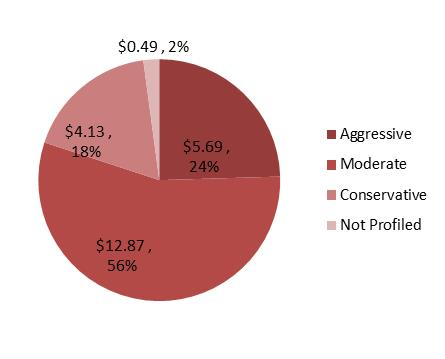 $0.49 , 2%
$4.13 ,
18%
$5.69 ,
24%
$12.87 ,
56%
Aggressive
Moderate
Conservative
Not Profiled